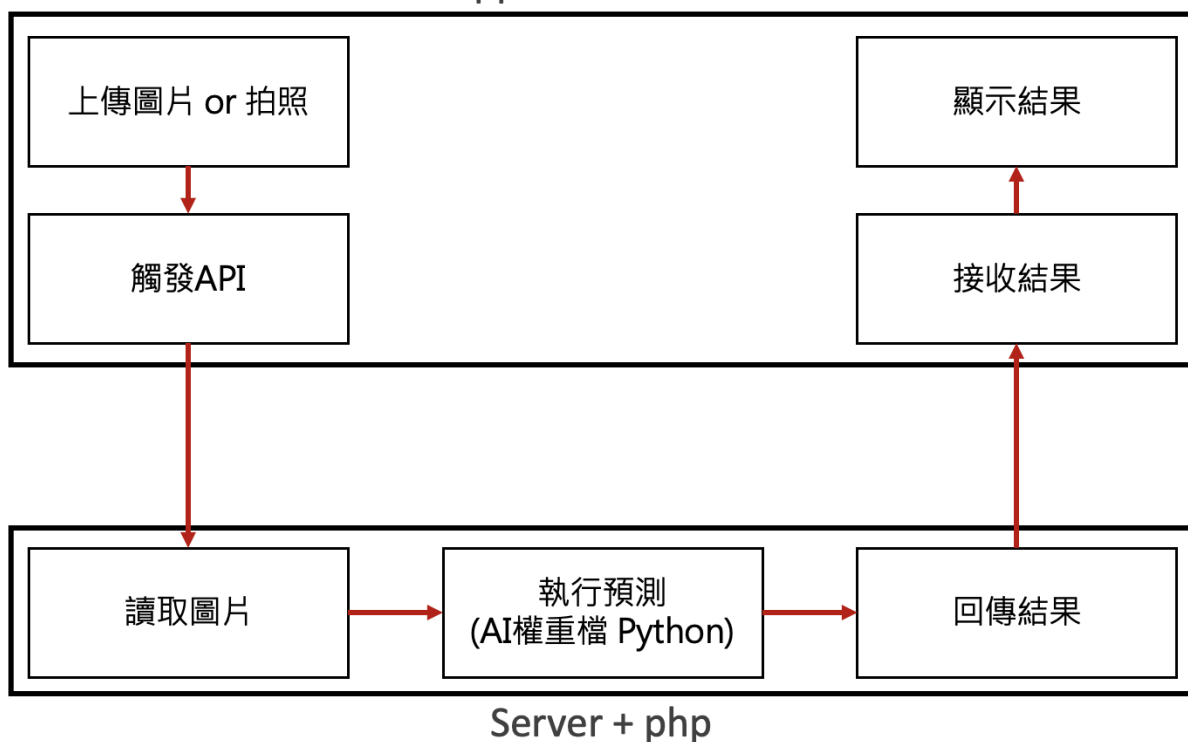 上傳圖片 or 拍照
顯示結果
觸發API
接收結果
讀取圖片
執行預測
(AI權重檔 Python)
回傳結果
Server + php